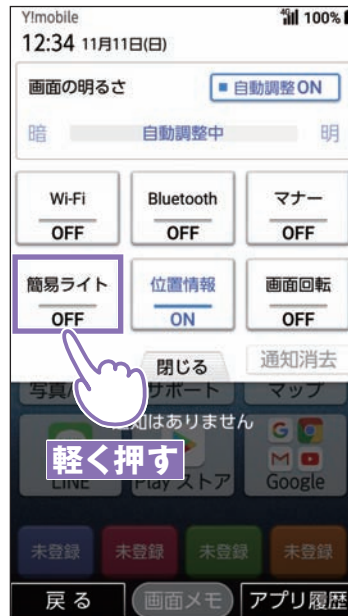 Y!mobile 4G 100%
12:34 11月11日(日)
画面の明るさ 自動調整ON
暗 自動調整中 明
Wi-Fi Bluetooth マナー
OFF OFF OFF
簡易ライト 位置情報 画面回転
OFF ON OFF
閉じる 通知消去
写真/ サポート マップ
知はありません
軽く押す
LINE Play ストア Google
未登録 未登録 未登録 未登録
戻る 画面メモ アプリ履歴